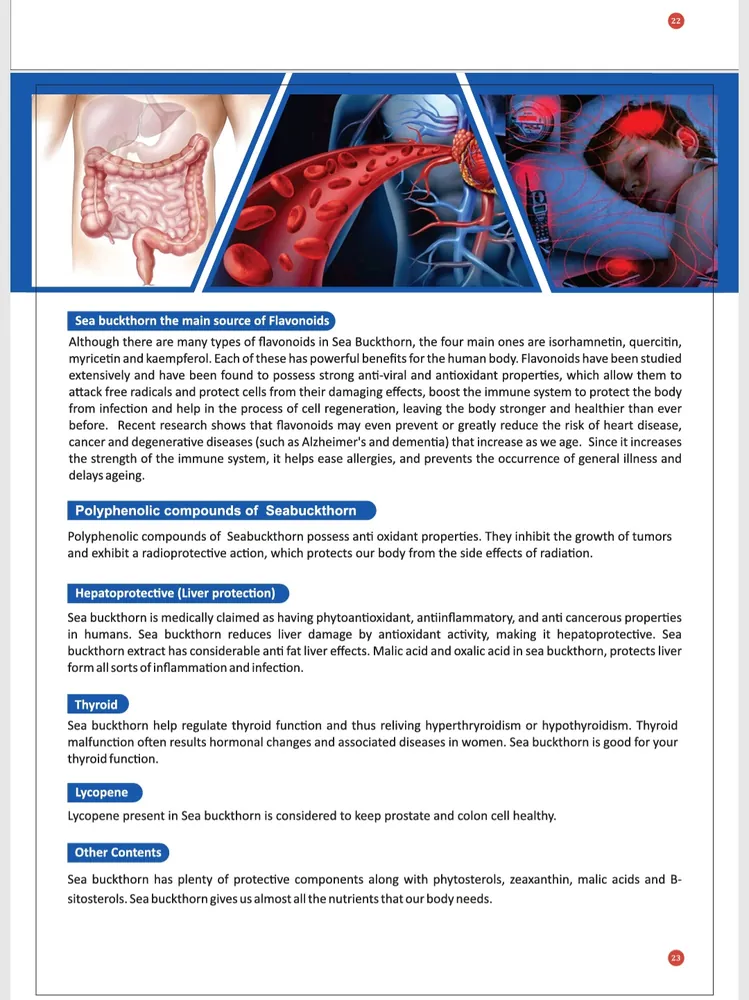 22
Sea buckthorn the main source of Flavonoids
Although there are many types of flavonoids in Sea Buckthorn, the four main ones are isorhamnetin, quercitin,
myricetin and kaempferol. Each of these has powerful benefits for the human body. Flavonoids have been studied
extensively and have been found to possess strong anti-viral and antioxidant properties, which allow them to
attack free radicals and protect cells from their damaging effects, boost the immune system to protect the body
from infection and help in the process of cell regeneration, leaving the body stronger and healthier than ever
before. Recent research shows that flavonoids may even prevent or greatly reduce the risk of heart disease,
cancer and degenerative diseases (such as Alzheimer's and dementia) that increase as we age. Since it increases
the strength of the immune system, it helps ease allergies, and prevents the occurrence of general illness and
delays ageing.
Polyphenolic compounds of Seabuckthorn
Polyphenolic compounds of Seabuckthorn possess anti oxidant properties. They inhibit the growth of tumors
and exhibit a radioprotective action, which protects our body from the side effects of radiation.
Hepatoprotective (Liver protection)
Sea buckthorn is medically claimed as having phytoantioxidant, antiinflammatory, and anti cancerous properties
in humans. Sea buckthorn reduces liver damage by antioxidant activity, making it hepatoprotective. Sea
buckthorn extract has considerable anti fat liver effects. Malic acid and oxalic acid in sea buckthorn, protects liver
form all sorts of inflammation and infection.
Thyroid
Sea buckthorn help regulate thyroid function and thus reliving hyperthryroidism or hypothyroidism. Thyroid
malfunction often results hormonal changes and associated diseases in women. Sea buckthorn is good for your
thyroid function.
Lycopene
Lycopene present in Sea buckthorn is considered to keep prostate and colon cell healthy.
Other Contents
Sea buckthorn has plenty of protective components along with phytosterols, zeaxanthin, malic acids and B-
sitosterols. Sea buckthorn gives us almost all the nutrients that our body needs.
23